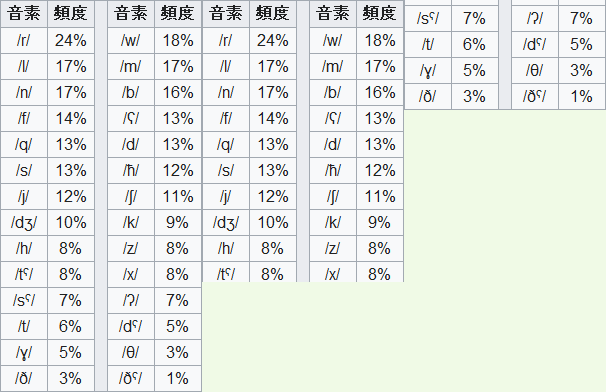 音素 頻度 音素 頻度 音素 頻度 音素 頻度 /sˤ/ 7% /ʔ/ 7%
/r/ 24% /w/ 18% /r/ 24% /w/ 18% /t/ 6% /dˤ/ 5%
/l/ 17% /m/ 17% /l/ 17% /m/ 17% /ɣ/ 5% /θ/ 3%
/n/ 17% /b/ 16% /n/ 17% /b/ 16% /ð/ 3% /ðˤ/ 1%
/f/ 14% /ʕ/ 13% /f/ 14% /ʕ/ 13%
/q/ 13% /d/ 13% /q/ 13% /d/ 13%
/s/ 13% /ħ/ 12% /s/ 13% /ħ/ 12%
/j/ 12% /ʃ/ 11% /j/ 12% /ʃ/ 11%
/dʒ/ 10% /k/ 9% /dʒ/ 10% /k/ 9%
/h/ 8% /z/ 8% /h/ 8% /z/ 8%
/tˤ/ 8% /x/ 8% /tˤ/ 8% /x/ 8%
/sˤ/ 7% /ʔ/ 7%
/t/ 6% /dˤ/ 5%
/ɣ/ 5% /θ/ 3%
/ð/ 3% /ðˤ/ 1%